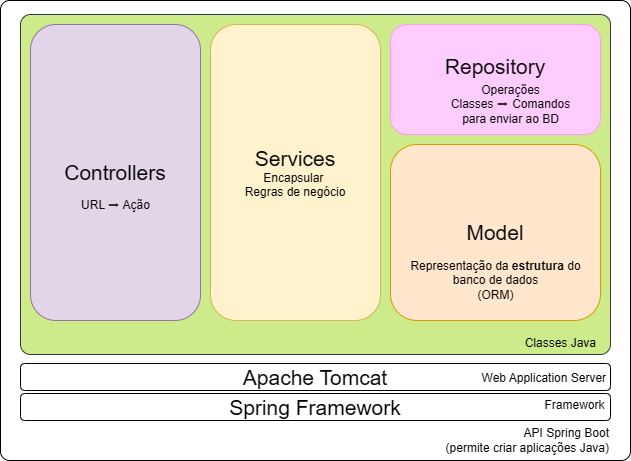 Controllers
URL → Ação
Services
Encapsular
Regras de negócio
Repository
Operações
Classes → Comandos
para enviar ao BD
Model
Representação da estrutura do
banco de dados
(ORM)
Classes Java
Apache Tomcat
Web Application Server
Spring Framework
Framework
API Spring Boot
(permite criar aplicações Java)